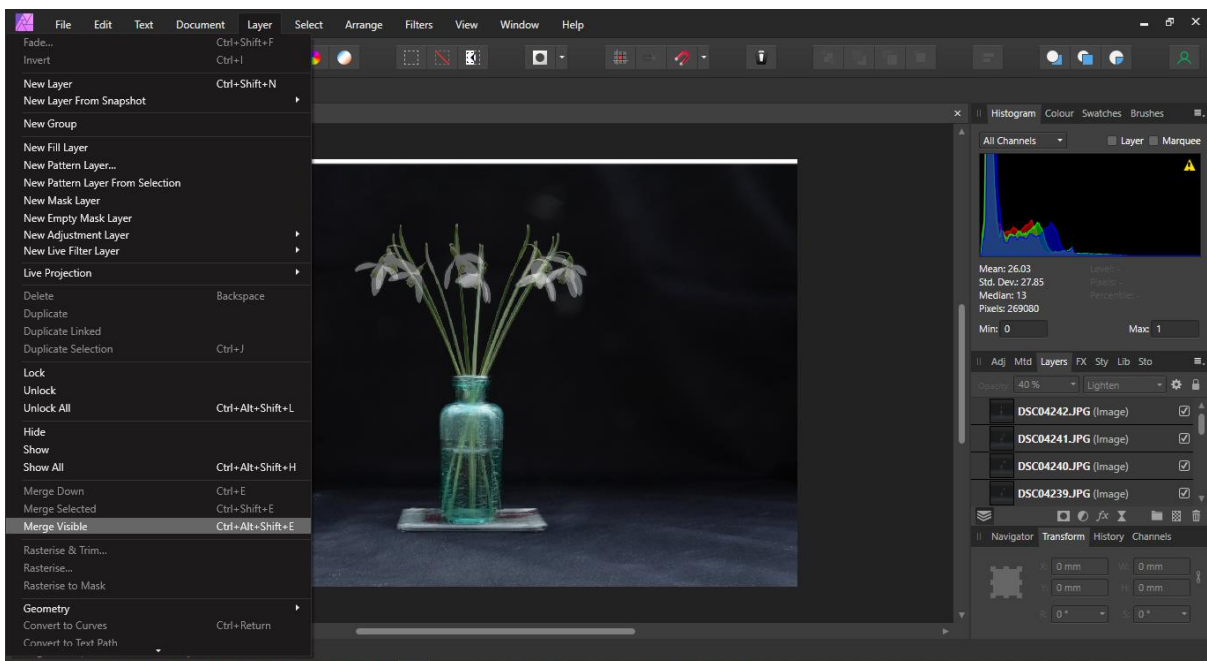 File Edit Text Document Layer Select Arrange Filters View Window Help
Fade... Ctrl+Shift+F
Invert Ctrl+I
New Layer Ctrl+Shift+N
New Layer From Snapshot
New Group
New Fill Layer
New Pattern Layer...
New Pattern Layer From Selection
New Mask Layer
New Empty Mask Layer
New Adjustment Layer
New Live Filter Layer
Live Projection
Delete Backspace
Duplicate
Duplicate Linked
Duplicate Selection Ctrl+J
Lock
Unlock
Unlock All Ctrl+Alt+Shift+L
Hide
Show
Show All Ctrl+Alt+Shift+H
Merge Down Ctrl+E
Merge Selected Ctrl+Shift+E
Merge Visible Ctrl+Alt+Shift+E
Rasterise & Trim...
Rasterise...
Rasterise to Mask
Geometry
Convert to Curves Ctrl+Return
Convert to Text Path
Histogram Colour Swatches Brushes
All Channels Layer Marquee
Mean: 26.03 Level: -
Std. Dev.: 27.85 Pixels: -
Median: 13 Percentile: -
Pixels: 269080
Min: 0 Max: 1
Adj Mtd Layers FX Sty Lib Sto
Opacity: 40 % Lighten
DSC04242.JPG (Image)
DSC04241.JPG (Image)
DSC04240.JPG (Image)
DSC04239.JPG (Image)
Navigator Transform History Channels
X: 0 mm W: 0 mm
Y: 0 mm H: 0 mm
R: 0 ° S: 0 °